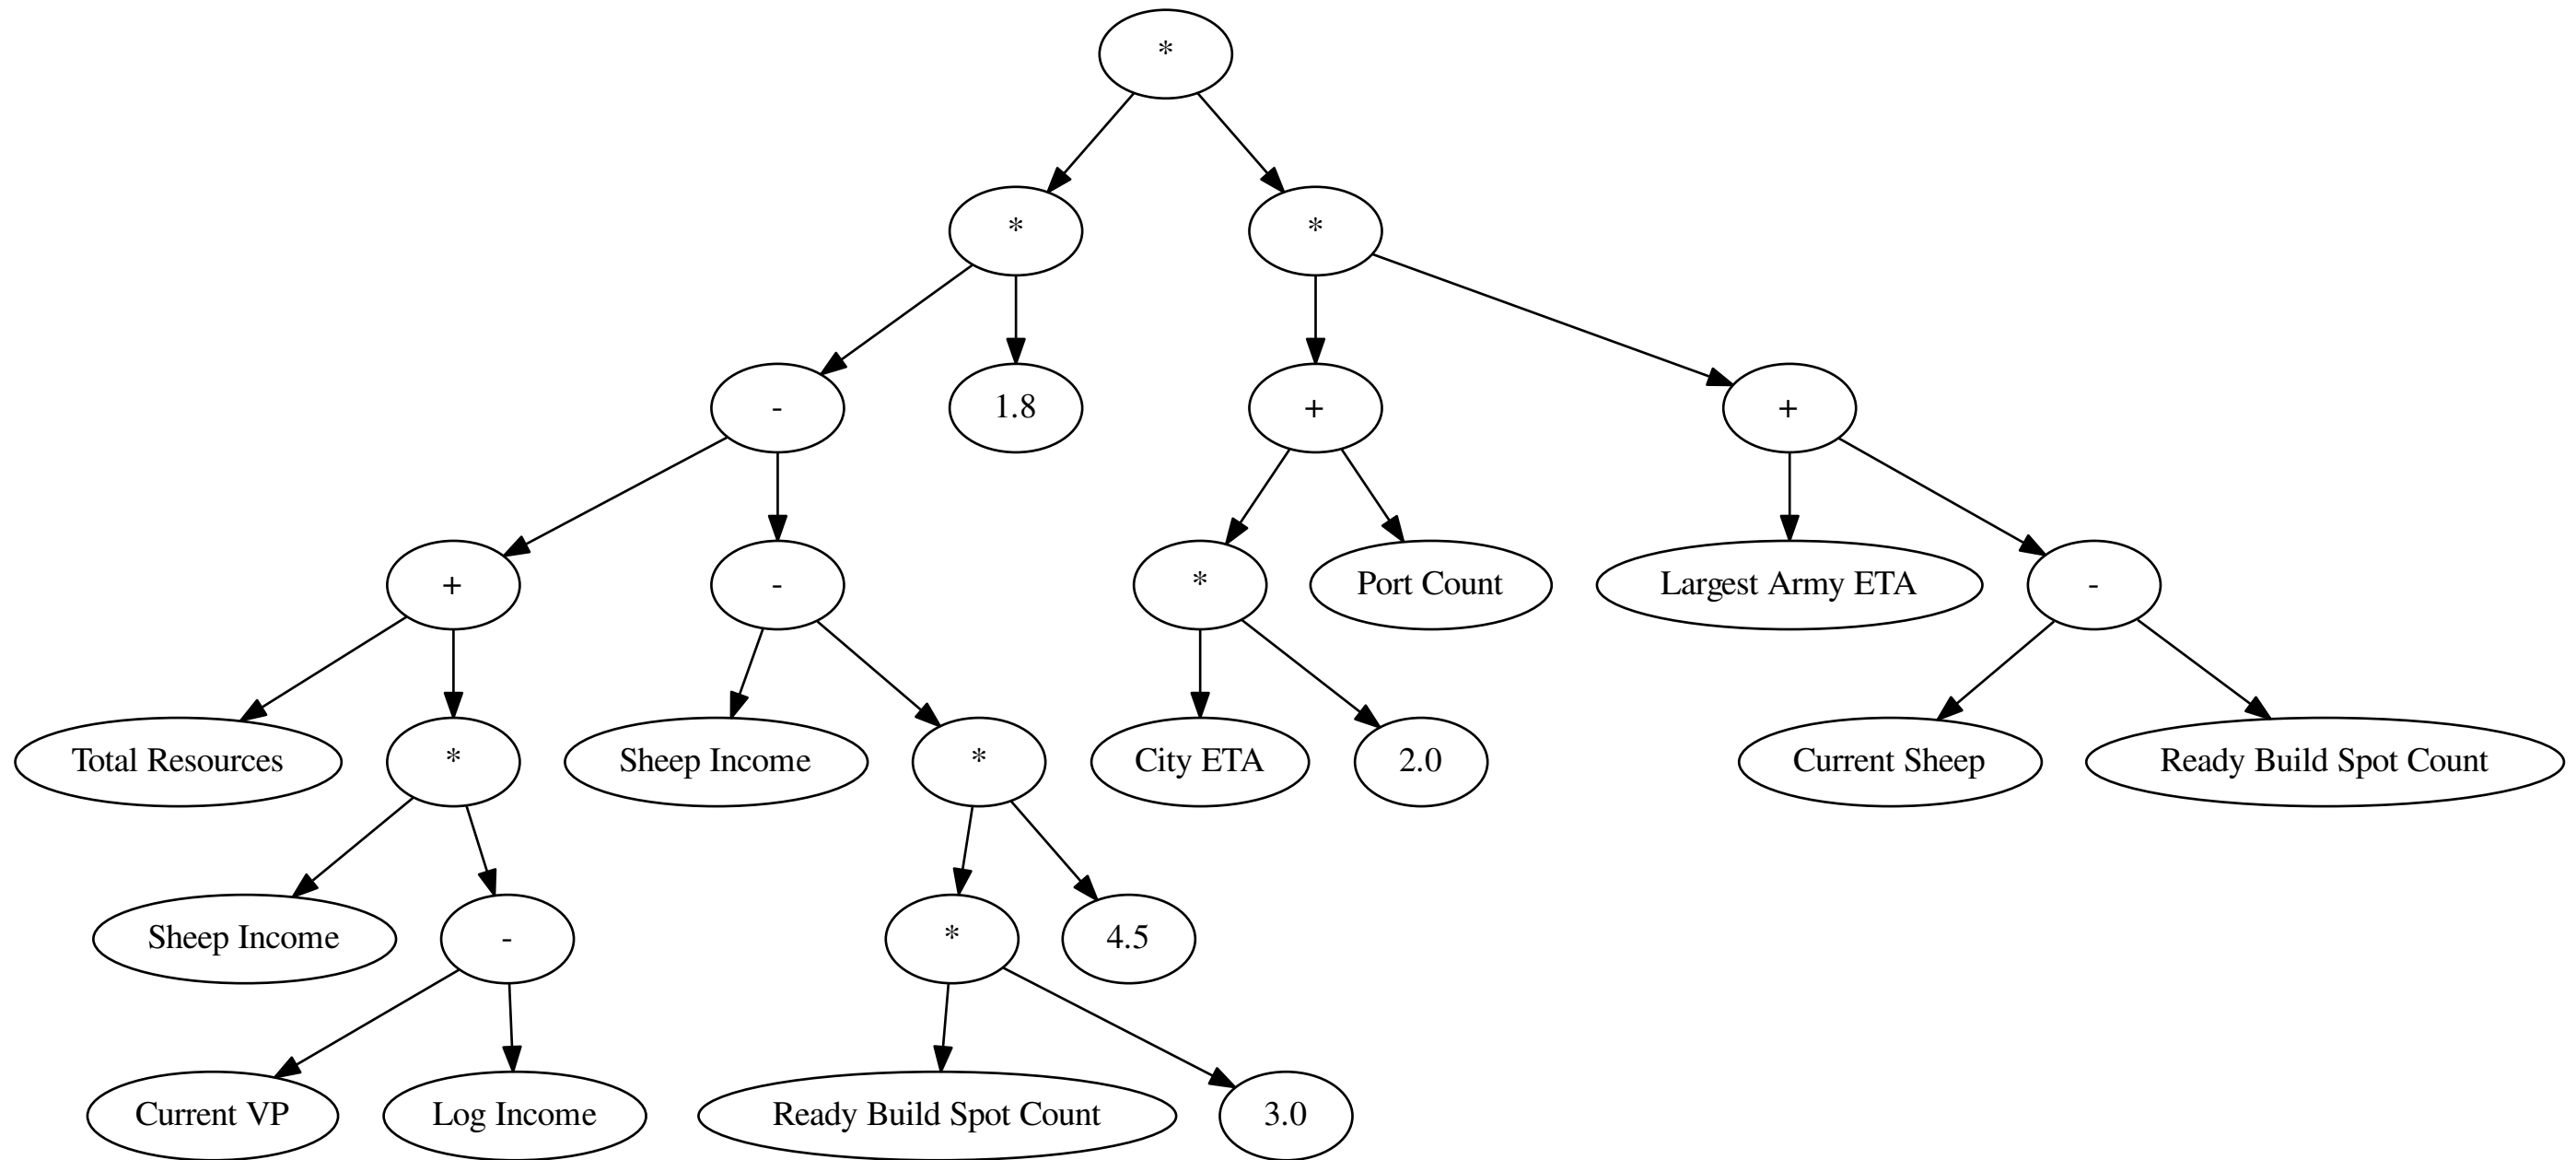 *
* *
- 1.8 + +
+ - * Port Count Largest Army ETA -
Total Resources * Sheep Income * City ETA 2.0 Current Sheep Ready Build Spot Count
Sheep Income - * 4.5
Current VP Log Income Ready Build Spot Count 3.0